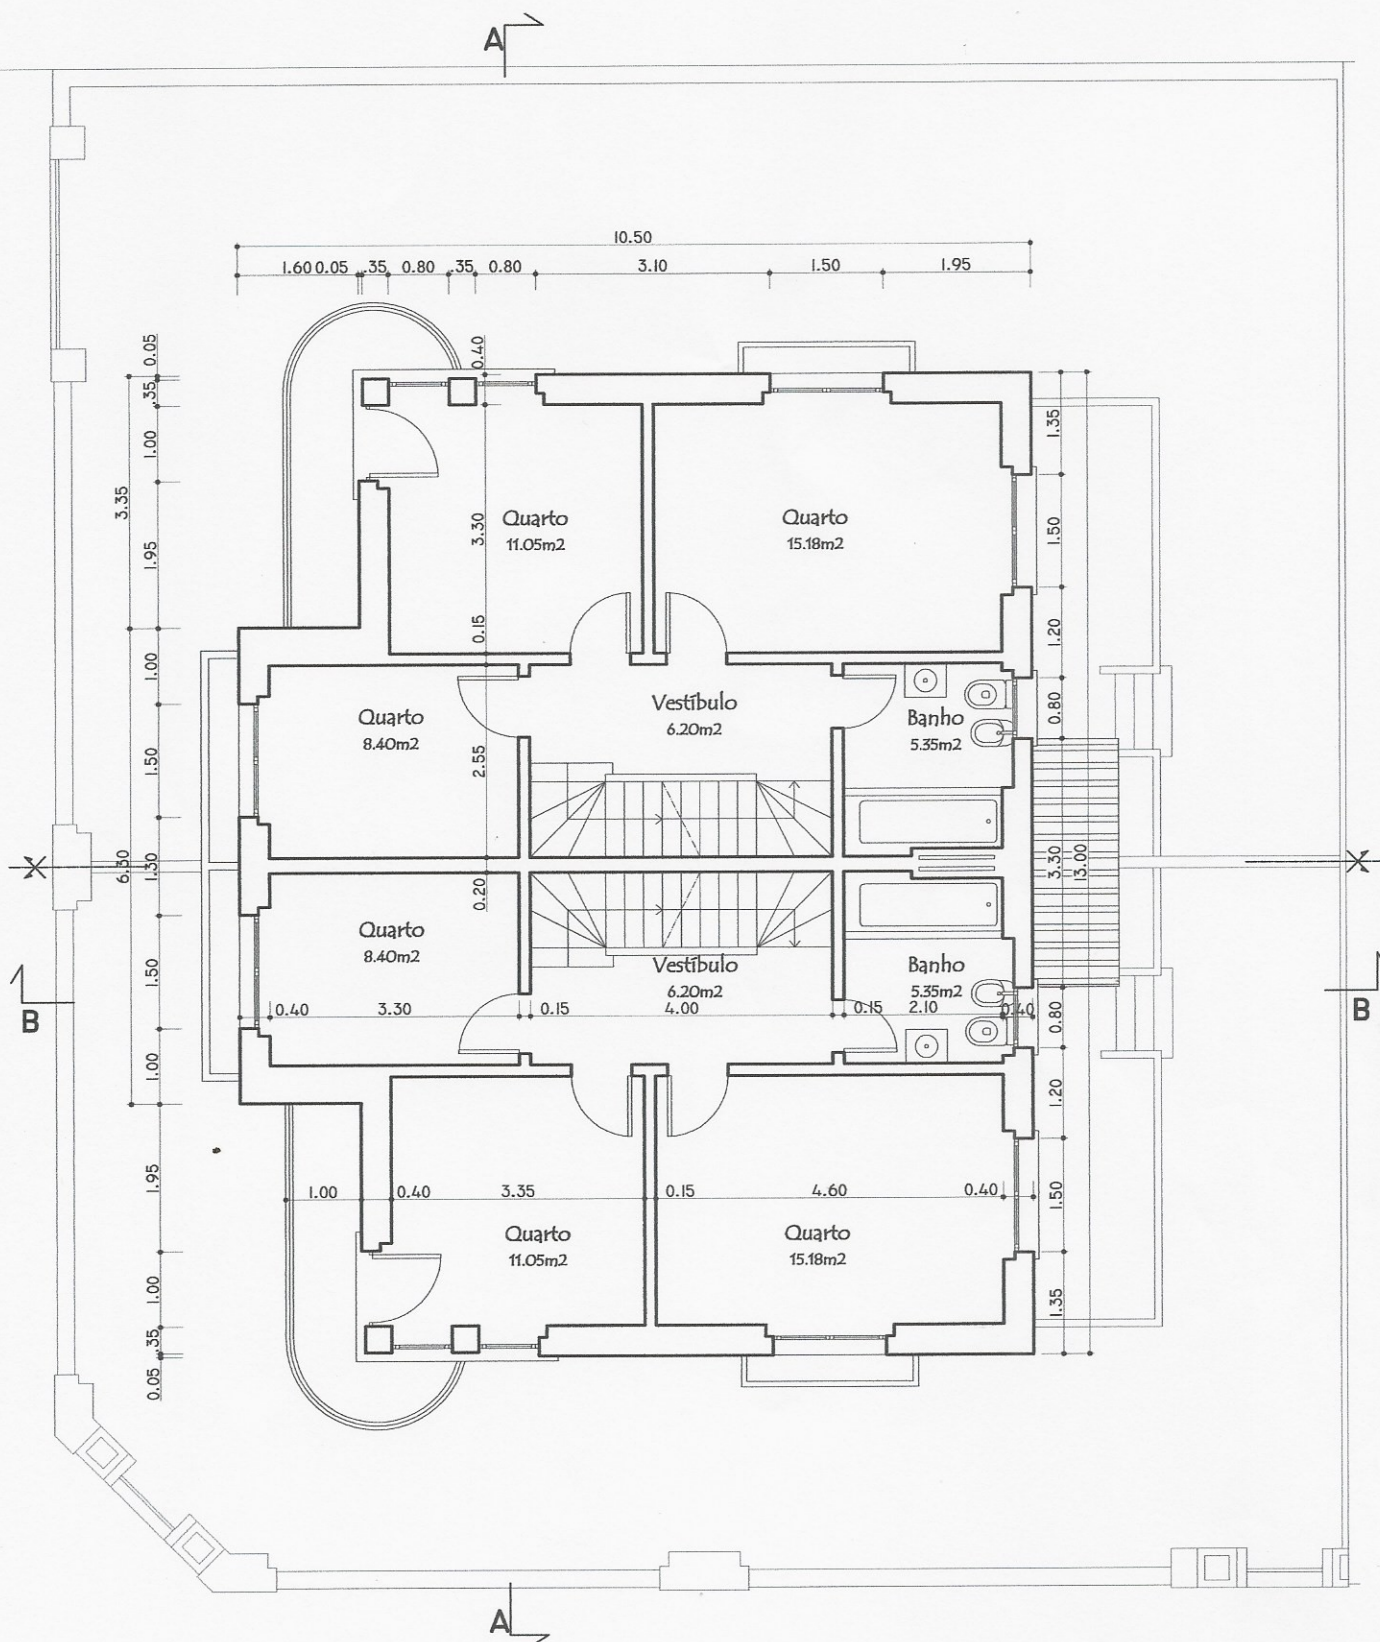 A
10.50
1.60 0.05 .35 0.80 .35 0.80 3.10 1.50 1.95
0.05
.35
1.00
3.35
1.95
1.00
1.50
6.30
1.30
1.50
1.00
1.95
1.00
.35
0.05
0.40
3.30
0.15
2.55
0.20
1.35
1.50
1.20
0.80
3.30
13.00
0.80
1.20
1.50
1.35
Quarto
11.05m2
Quarto
15.18m2
Quarto
8.40m2
Vestíbulo
6.20m2
Banho
5.35m2
Quarto
8.40m2
Vestíbulo
6.20m2
Banho
5.35m2
B
0.40 3.30 0.15 4.00 0.15 2.10 0.40
B
1.00 0.40 3.35 0.15 4.60 0.40
Quarto
11.05m2
Quarto
15.18m2
A